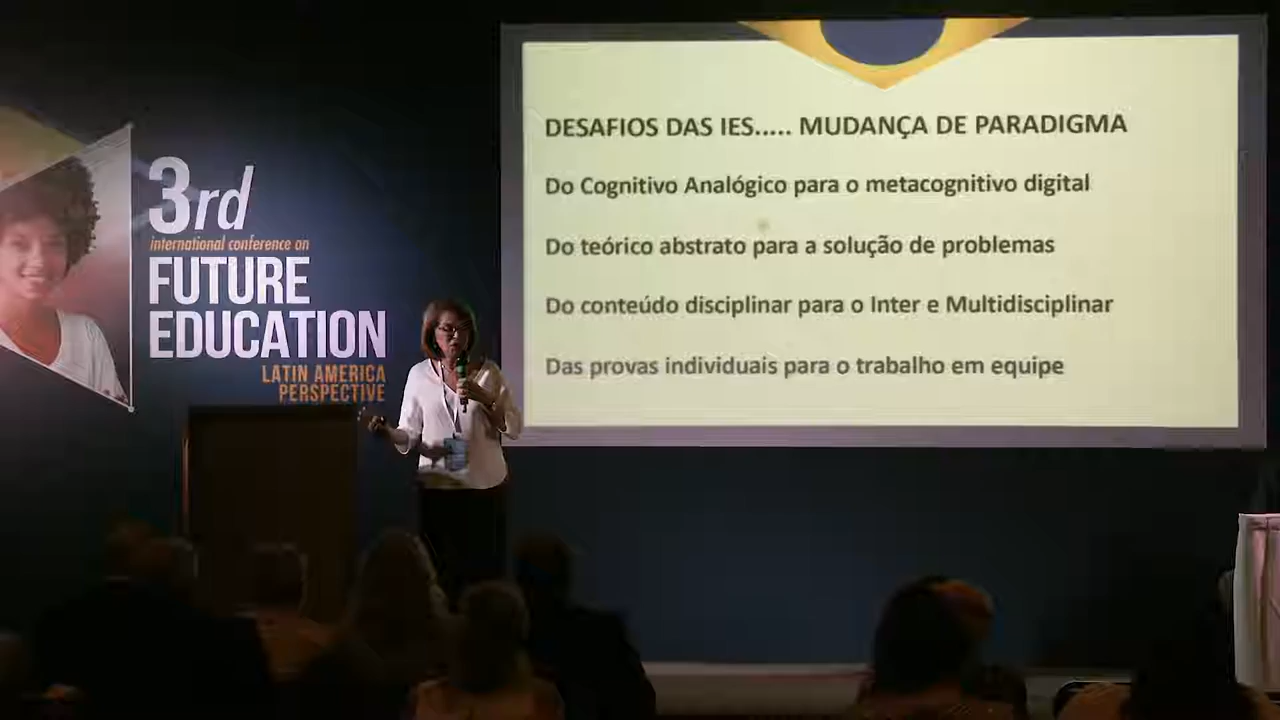 3rd
international conference on
FUTURE
EDUCATION
LATIN AMERICA
PERSPECTIVE
DESAFIOS DAS IES..... MUDANÇA DE PARADIGMA
Do Cognitivo Analógico para o metacognitivo digital
Do teórico abstrato para a solução de problemas
Do conteúdo disciplinar para o Inter e Multidisciplinar
Das provas individuais para o trabalho em equipe